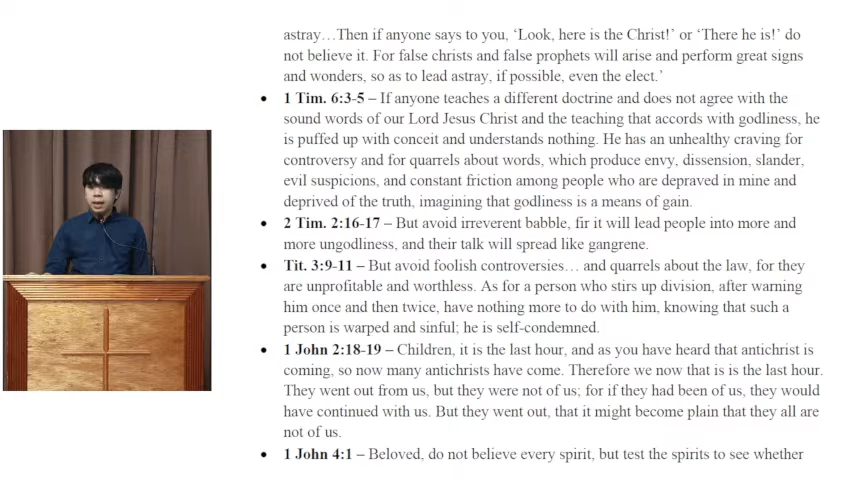 astray…Then if anyone says to you, ‘Look, here is the Christ!’ or ‘There he is!’ do
not believe it. For false christs and false prophets will arise and perform great signs
and wonders, so as to lead astray, if possible, even the elect.’
• 1 Tim. 6:3-5 – If anyone teaches a different doctrine and does not agree with the
sound words of our Lord Jesus Christ and the teaching that accords with godliness, he
is puffed up with conceit and understands nothing. He has an unhealthy craving for
controversy and for quarrels about words, which produce envy, dissension, slander,
evil suspicions, and constant friction among people who are depraved in mine and
deprived of the truth, imagining that godliness is a means of gain.
• 2 Tim. 2:16-17 – But avoid irreverent babble, fir it will lead people into more and
more ungodliness, and their talk will spread like gangrene.
• Tit. 3:9-11 – But avoid foolish controversies… and quarrels about the law, for they
are unprofitable and worthless. As for a person who stirs up division, after warning
him once and then twice, have nothing more to do with him, knowing that such a
person is warped and sinful; he is self-condemned.
• 1 John 2:18-19 – Children, it is the last hour, and as you have heard that antichrist is
coming, so now many antichrists have come. Therefore we now that is is the last hour.
They went out from us, but they were not of us; for if they had been of us, they would
have continued with us. But they went out, that it might become plain that they all are
not of us.
• 1 John 4:1 – Beloved, do not believe every spirit, but test the spirits to see whether